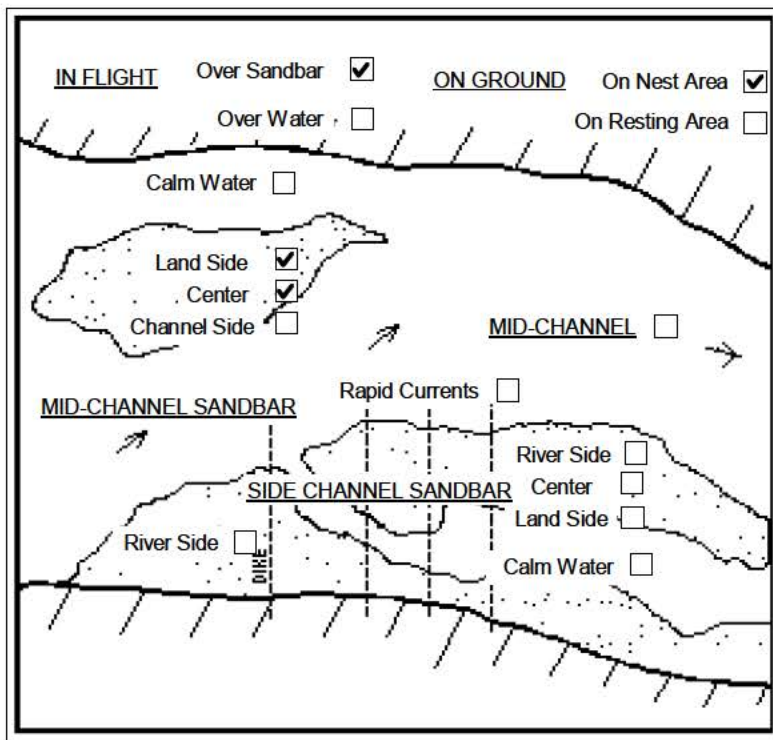 IN FLIGHT
Over Sandbar
Over Water
ON GROUND
On Nest Area
On Resting Area
Calm Water
Land Side
Center
Channel Side
MID-CHANNEL
Rapid Currents
MID-CHANNEL SANDBAR
River Side
Center
Land Side
SIDE CHANNEL SANDBAR
River Side
DIKE
Calm Water